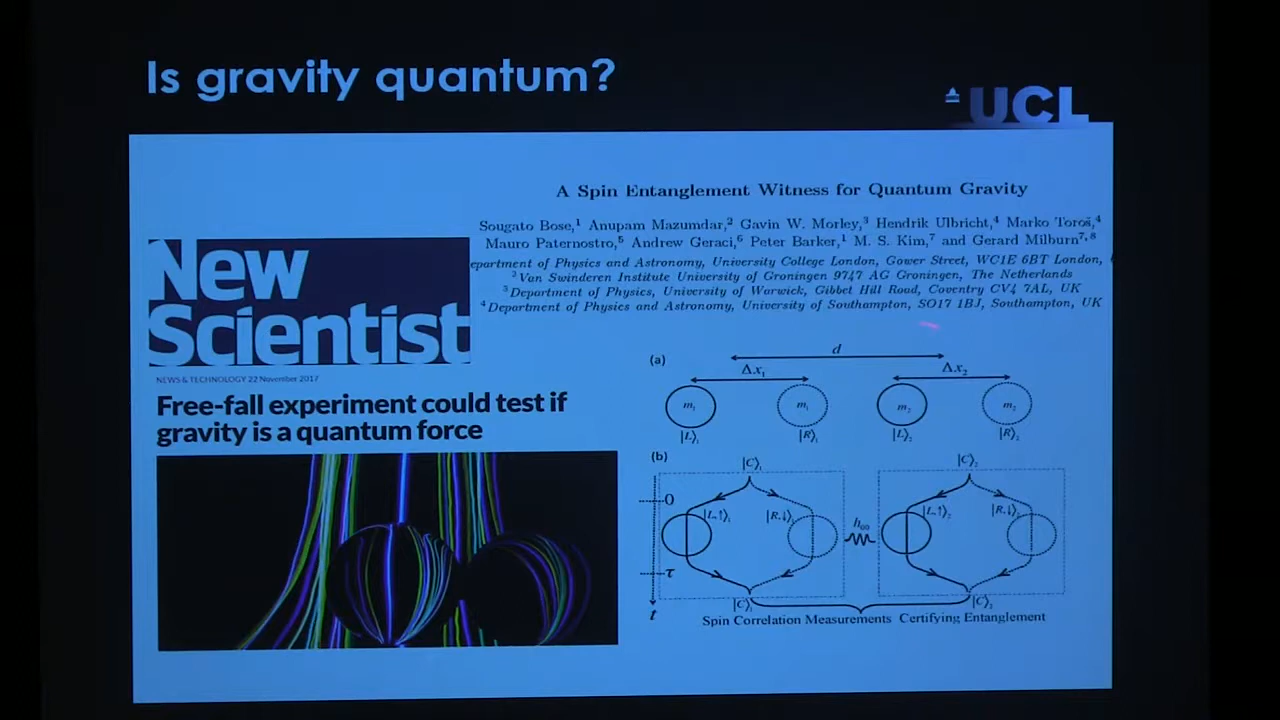 Is gravity quantum?
UCL
A Spin Entanglement Witness for Quantum Gravity
Sougato Bose,¹ Anupam Mazumdar,² Gavin W. Morley,³ Hendrik Ulbricht,⁴ Marko Toroš,⁴
Mauro Paternostro,⁵ Andrew Geraci,⁶ Peter Barker,¹ M. S. Kim,⁷ and Gerard Milburn⁷,⁸
epartment of Physics and Astronomy, University College London, Gower Street, WC1E 6BT London,
²Van Swinderen Institute University of Groningen 9747 AG Groningen, The Netherlands
³Department of Physics, University of Warwick, Gibbet Hill Road, Coventry CV4 7AL, UK
⁴Department of Physics and Astronomy, University of Southampton, SO17 1BJ, Southampton, UK
New
Scientist
NEWS & TECHNOLOGY 22 November 2017
Free-fall experiment could test if
gravity is a quantum force
(a)
d
Δx₁ Δx₂
m₁ m₁ m₂ m₂
|L⟩₁ |R⟩₁ |L⟩₂ |R⟩₂
(b)
|C⟩₁ |C⟩₂
0
|L,↑⟩₁ |R,↓⟩₁ h₀₀ |L,↑⟩₂ |R,↓⟩₂
τ
t
|C⟩₁ |C⟩₂
Spin Correlation Measurements Certifying Entanglement